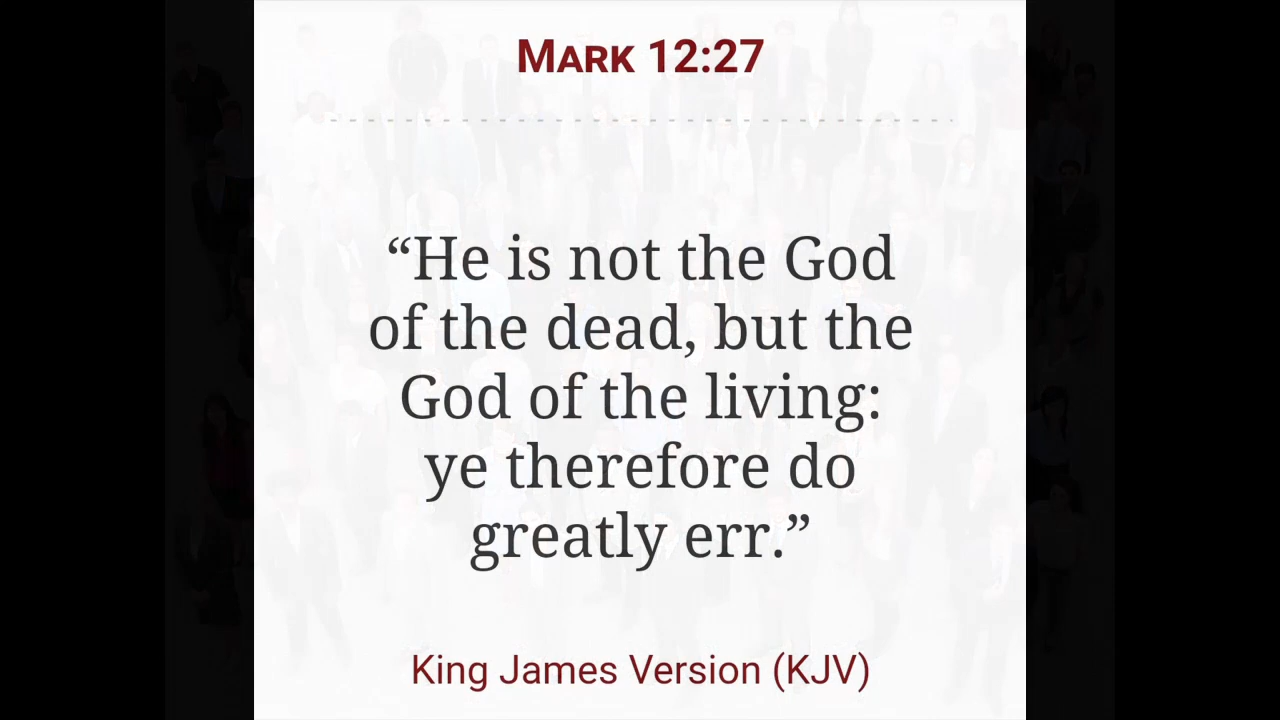 MARK 12:27
“He is not the God
of the dead, but the
God of the living:
ye therefore do
greatly err.”
King James Version (KJV)